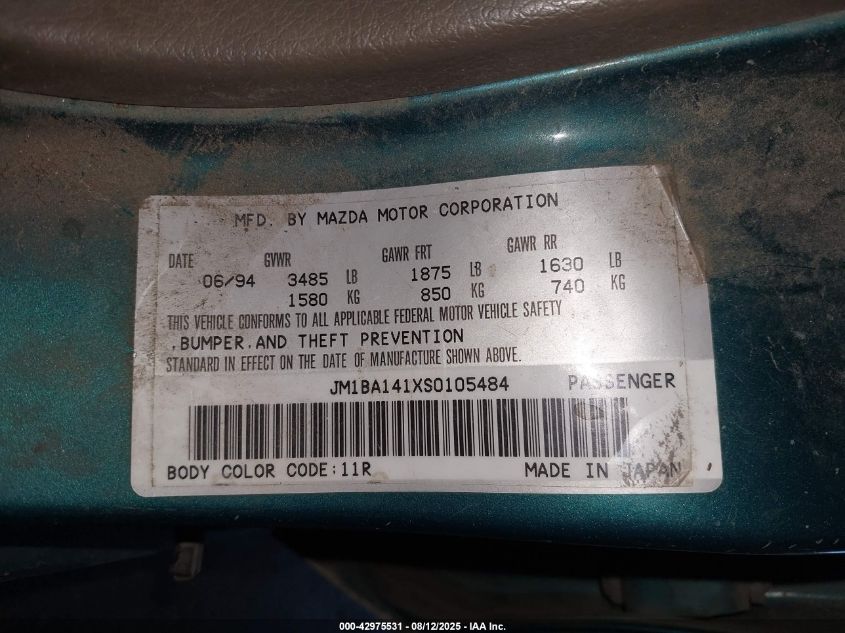 MFD. BY MAZDA MOTOR CORPORATION
DATE GVWR GAWR FRT GAWR RR
06/94 3485 LB 1875 LB 1630 LB
1580 KG 850 KG 740 KG
THIS VEHICLE CONFORMS TO ALL APPLICABLE FEDERAL MOTOR VEHICLE SAFETY
,BUMPER,AND THEFT PREVENTION
STANDARD IN EFFECT ON THE DATE OF MANUFACTURE SHOWN ABOVE.
JM1BA141XS0105484 PASSENGER
BODY COLOR CODE:11R MADE IN JAPAN
000-42975531 - 08/12/2025 - IAA Inc.